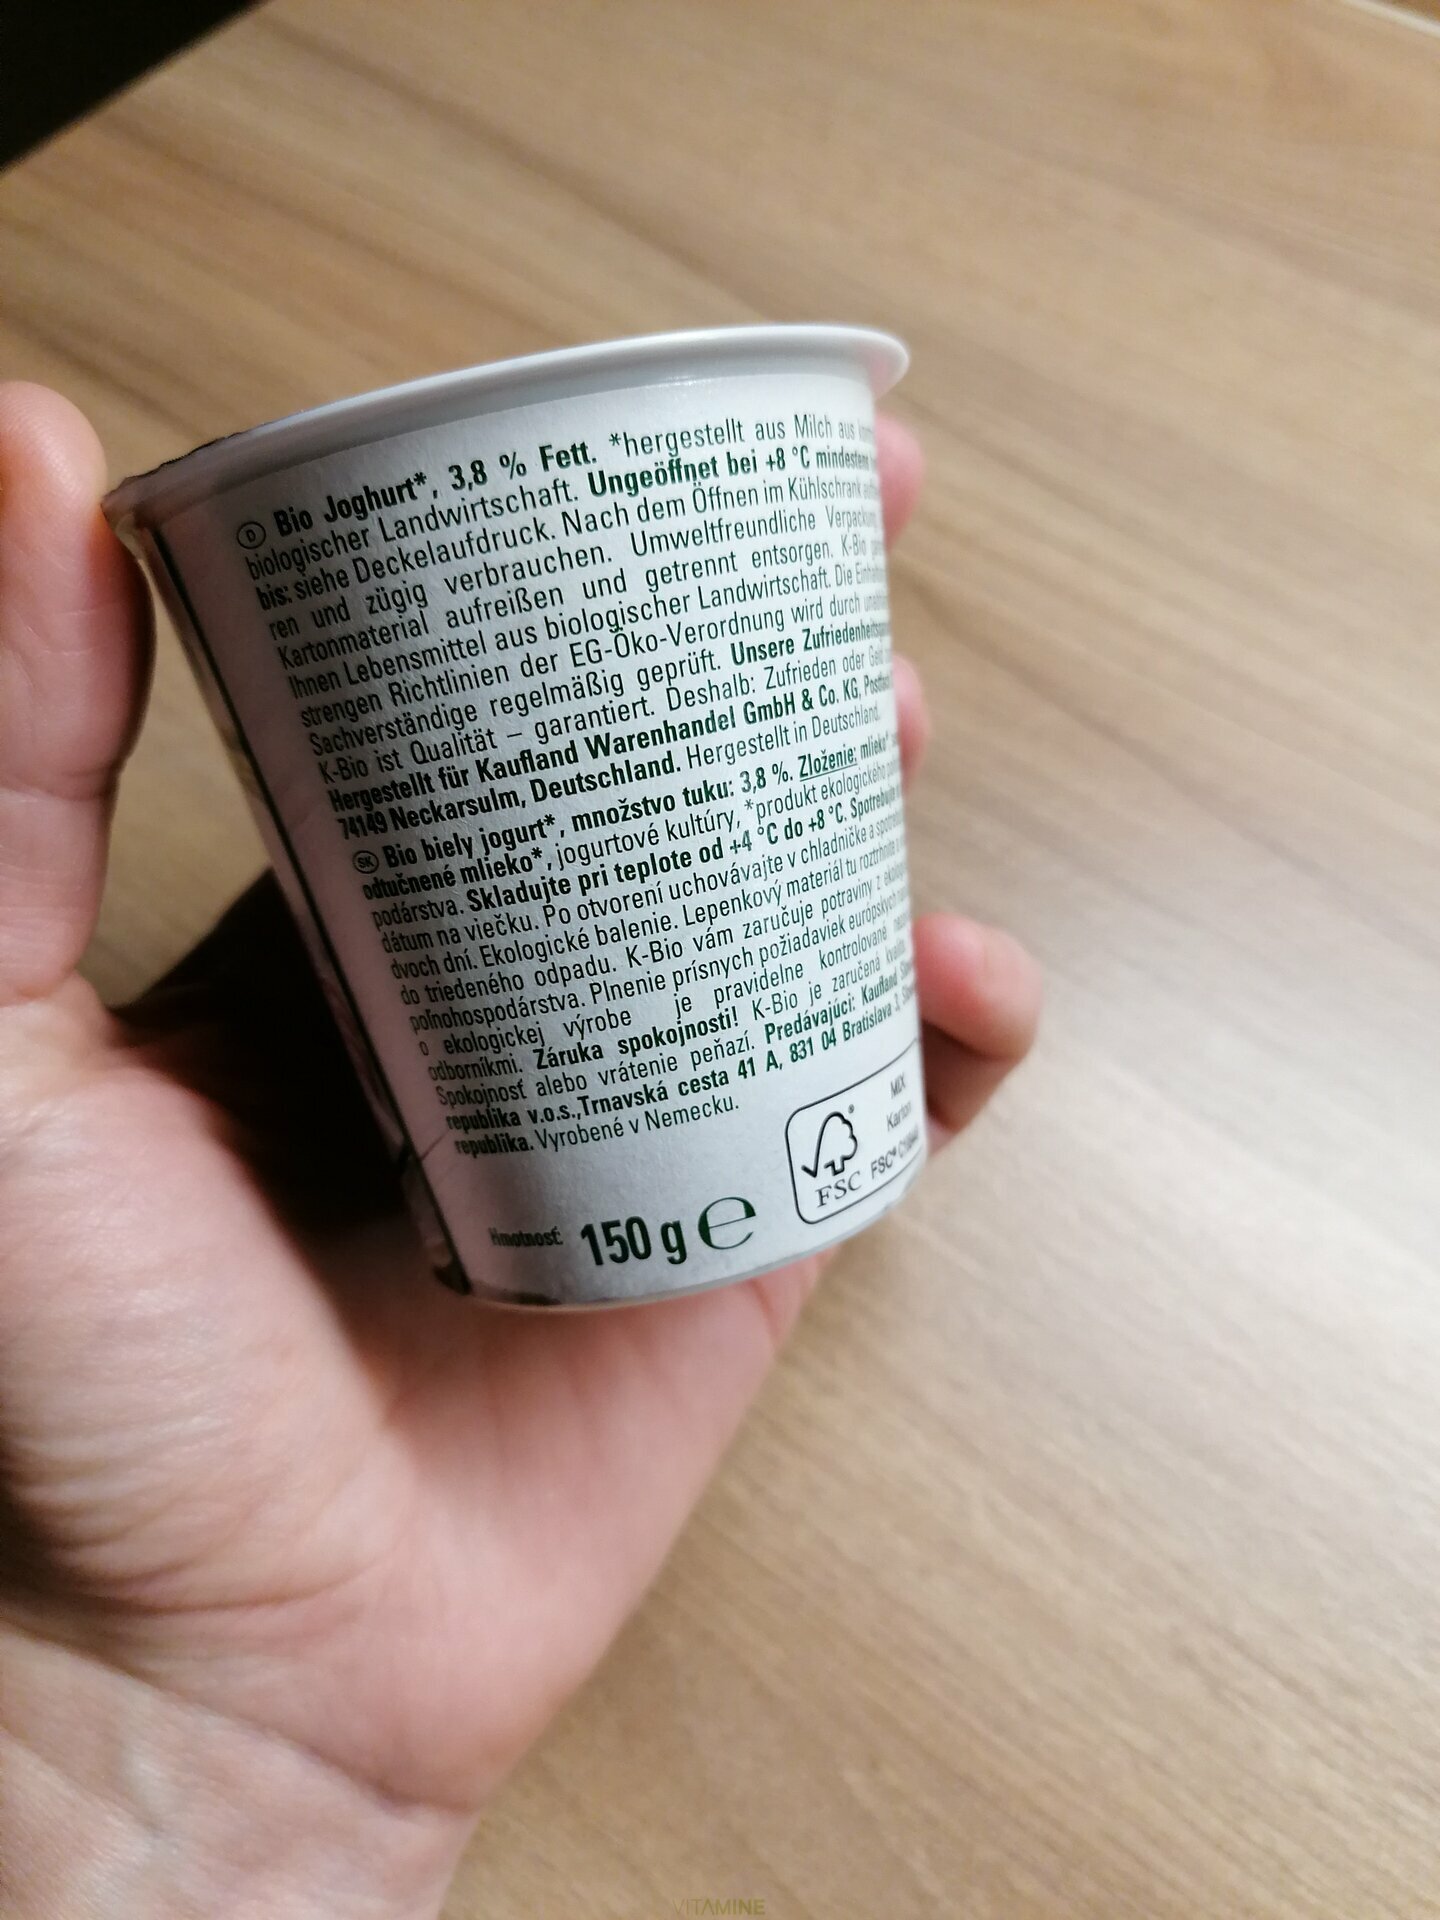 D Bio Joghurt*, 3,8 % Fett. *hergestellt aus Milch aus
biologischer Landwirtschaft. Ungeöffnet bei +8 °C mindestens
bis: siehe Deckelaufdruck. Nach dem Öffnen im Kühlschrank
ren und zügig verbrauchen. Umweltfreundliche
Kartonmaterial aufreißen und getrennt entsorgen. K-Bio
Ihnen Lebensmittel aus biologischer Landwirtschaft. Die
strengen Richtlinien der EG-Öko-Verordnung wird durch
Sachverständige regelmäßig geprüft. Unsere
K-Bio ist Qualität – garantiert. Deshalb: Zufrieden oder Geld
Hergestellt für Kaufland Warenhandel GmbH & Co. KG,
74149 Neckarsulm, Deutschland. Hergestellt in Deutschland.
SK Bio biely jogurt*, množstvo tuku: 3,8 %. Zloženie: mlieko*,
odtučnené mlieko*, jogurtové kultúry, *produkt ekologického
podárstva. Skladujte pri teplote od +4 °C do +8 °C. Spotrebujte
dátum na viečku. Po otvorení uchovávajte v chladničke a
dvoch dní. Ekologické balenie. Lepenkový materiál tu roztrhnite
do triedeného odpadu. K-Bio vám zaručuje potraviny z
poľnohospodárstva. Plnenie prísnych požiadaviek európskych
o ekologickej výrobe je pravidelne kontrolované
odborníkmi. Záruka spokojnosti! K-Bio je zaručená kvalita.
Spokojnosť alebo vrátenie peňazí. Predávajúci: Kaufland
republika v.o.s.,Trnavská cesta 41 A, 831 04 Bratislava 3,
republika. Vyrobené v Nemecku.
MIX
Karton
FSC® FSC®
Hmotnosť: 150 g e
VITAMINE